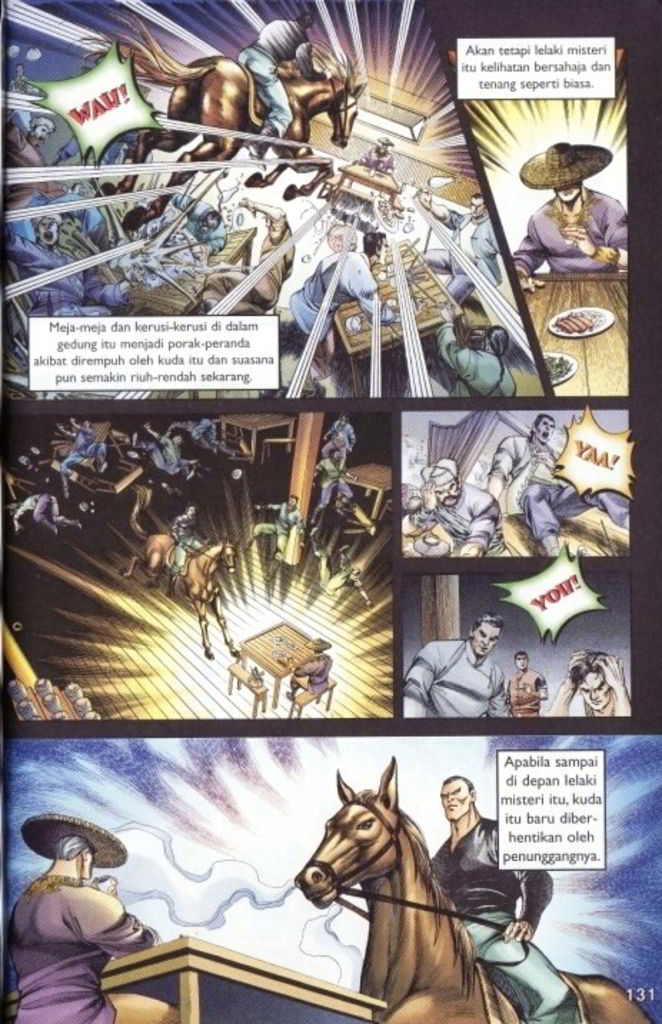 WAH!
Akan tetapi lelaki misteri
itu kelihatan bersahaja dan
tenang seperti biasa.
Meja-meja dan kerusi-kerusi di dalam
gedung itu menjadi porak-peranda
akibat dirempuh oleh kuda itu dan suasana
pun semakin riuh-rendah sekarang.
YAA!
YOU!
Apabila sampai
di depan lelaki
misteri itu, kuda
itu baru diber-
hentikan oleh
penunggangnya.
131